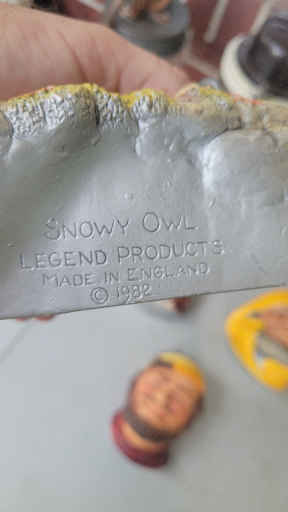 SNOWY OWL
LEGEND PRODUCTS
MADE IN ENGLAND
© 1982